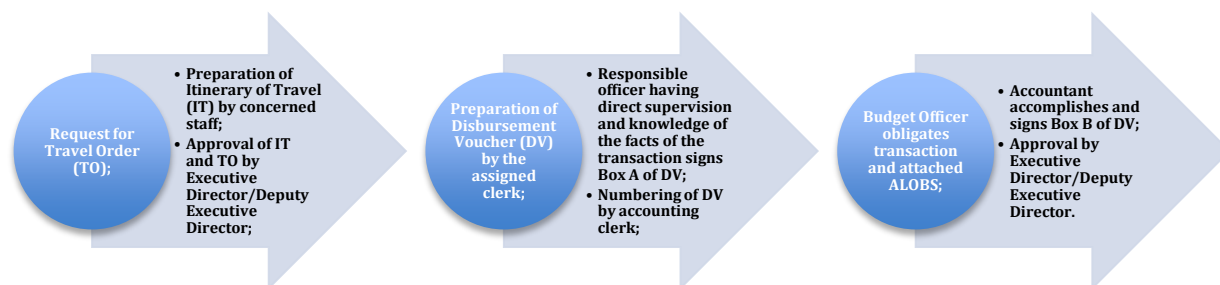 Request for
Travel Order
(TO);
• Preparation of
Itinerary of Travel
(IT) by concerned
staff;
• Approval of IT
and TO by
Executive
Director/Deputy
Executive
Director;
Preparation of
Disbursement
Voucher (DV)
by the
assigned
clerk;
• Responsible
officer having
direct supervision
and knowledge of
the facts of the
transaction signs
Box A of DV;
• Numbering of DV
by accounting
clerk;
Budget Officer
obligates
transaction
and attached
ALOBS;
• Accountant
accomplishes and
signs Box B of DV;
• Approval by
Executive
Director/Deputy
Executive
Director.